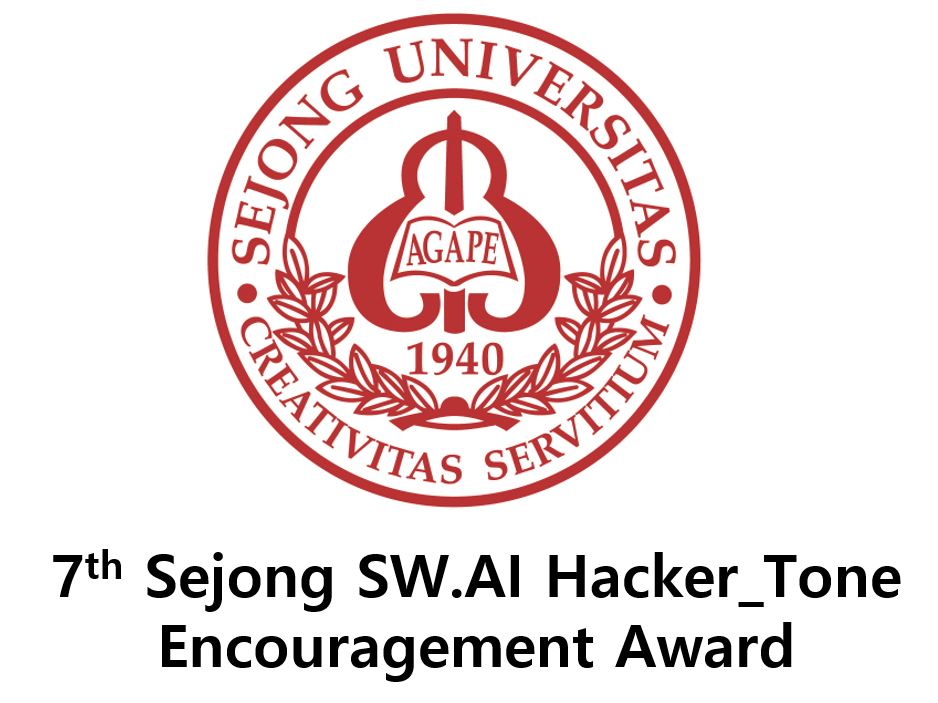 SEJONG UNIVERSITAS
AGAPE
1940
CREATIVITAS SERVITIUM
7th Sejong SW.AI Hacker_Tone
Encouragement Award